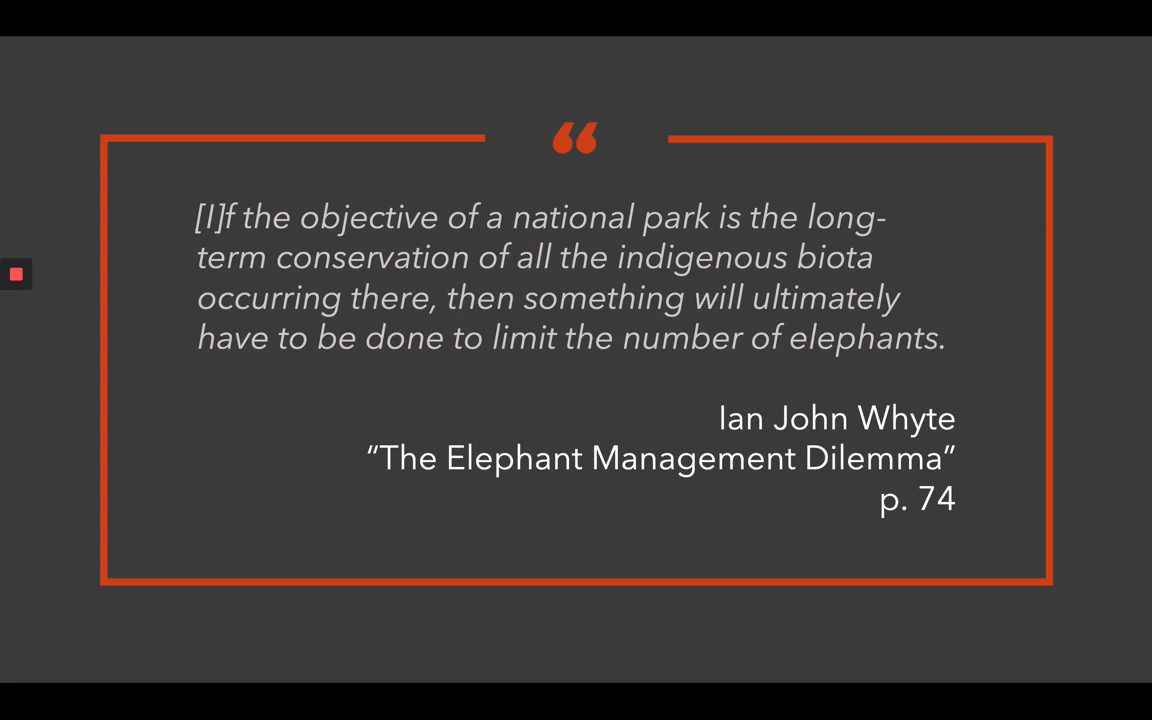 “
[I]f the objective of a national park is the long-
term conservation of all the indigenous biota
occurring there, then something will ultimately
have to be done to limit the number of elephants.
Ian John Whyte
“The Elephant Management Dilemma”
p. 74